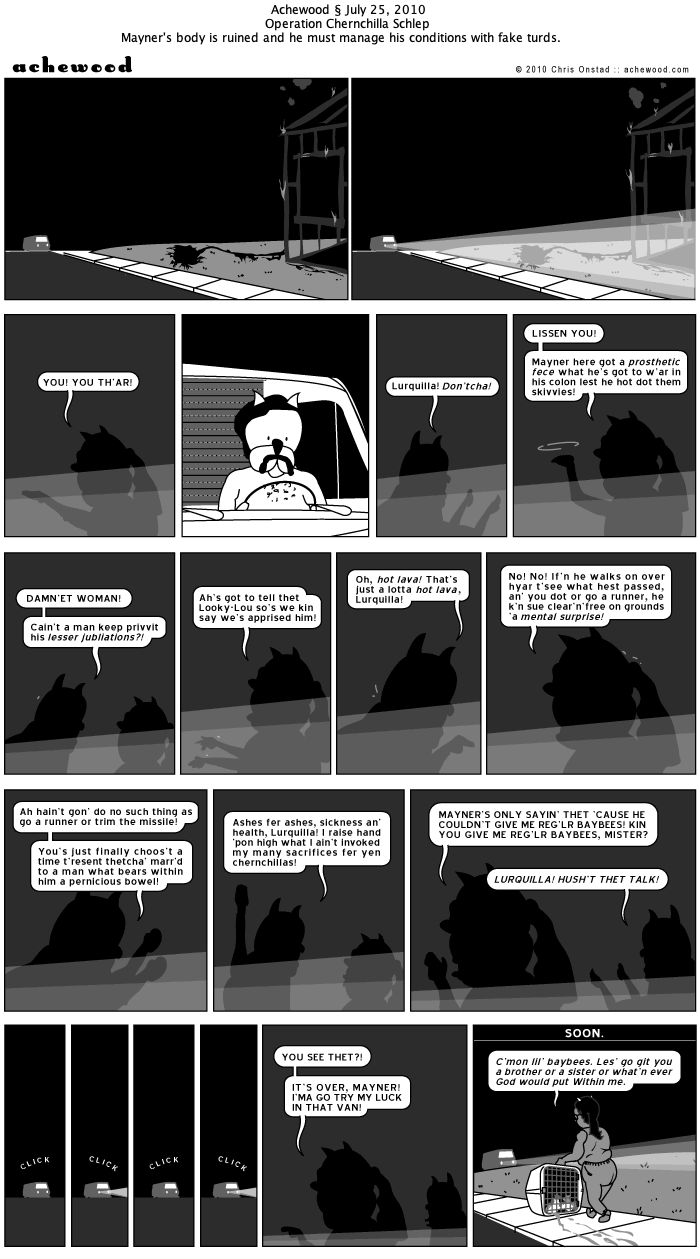 Achewood § July 25, 2010
Operation Chernchilla Schlep
Mayner's body is ruined and he must manage his conditions with fake turds.
achewood
© 2010 Chris Onstad :: achewood.com
YOU! YOU TH'AR!
Lurquilla! Don'tcha!
LISSEN YOU!
Mayner here got a prosthetic
fece what he's got to w'ar in
his colon lest he hot dot them
skivvies!
DAMN'ET WOMAN!
Cain't a man keep privvit
his lesser jubliations?!
Ah's got to tell thet
Looky-Lou so's we kin
say we's apprised him!
Oh, hot lava! That's
just a lotta hot lava,
Lurquilla!
No! No! If'n he walks on over
hyar t'see what hest passed,
an' you dot or go a runner, he
k'n sue clear'n'free on grounds
'a mental surprise!
Ah hain't gon' do no such thing as
go a runner or trim the missile!
You's just finally choos't a
time t'resent thetcha' marr'd
to a man what bears within
him a pernicious bowel!
Ashes fer ashes, sickness an'
health, Lurquilla! I raise hand
'pon high what I ain't invoked
my many sacrifices fer yen
chernchillas!
MAYNER'S ONLY SAYIN' THET 'CAUSE HE
COULDN'T GIVE ME REG'LR BAYBEES! KIN
YOU GIVE ME REG'LR BAYBEES, MISTER?
LURQUILLA! HUSH'T THET TALK!
CLICK
CLICK
CLICK
CLICK
YOU SEE THET?!
IT'S OVER, MAYNER!
I'MA GO TRY MY LUCK
IN THAT VAN!
SOON.
C'mon lil' baybees. Les' go git you
a brother or a sister or what'n ever
God would put Within me.